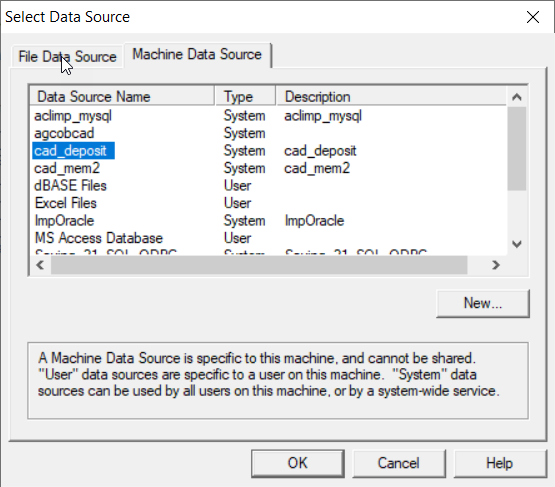 Select Data Source
File Data Source Machine Data Source
Data Source Name Type Description
aclimp_mysql System aclimp_mysql
agcobcad System
cad_deposit System cad_deposit
cad_mem2 System cad_mem2
dBASE Files User
Excel Files User
ImpOracle System ImpOracle
MS Access Database User
New...
A Machine Data Source is specific to this machine, and cannot be shared.
"User" data sources are specific to a user on this machine. "System" data
sources can be used by all users on this machine, or by a system-wide service.
OK Cancel Help